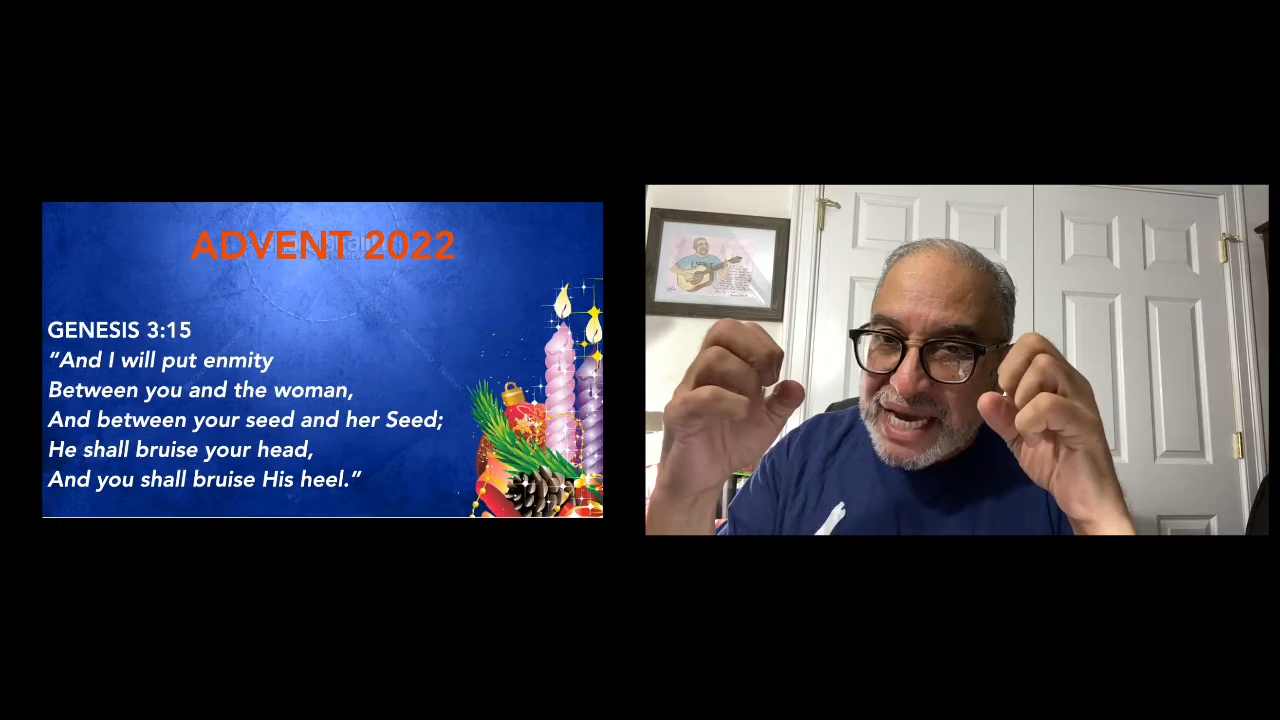 ADVENT 2022
GENESIS 3:15
“And I will put enmity
Between you and the woman,
And between your seed and her Seed;
He shall bruise your head,
And you shall bruise His heel.”
I SERVE